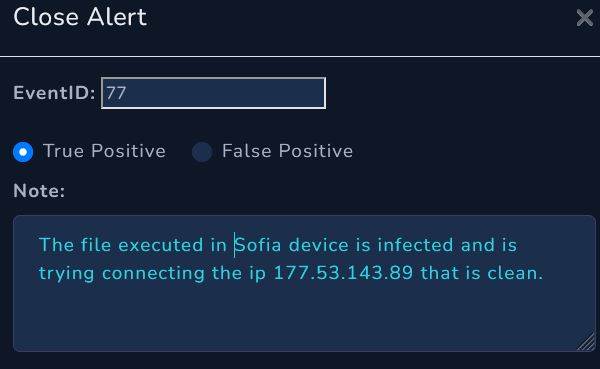 Close Alert
EventID: 77
True Positive False Positive
Note:
The file executed in Sofia device is infected and is
trying connecting the ip 177.53.143.89 that is clean.